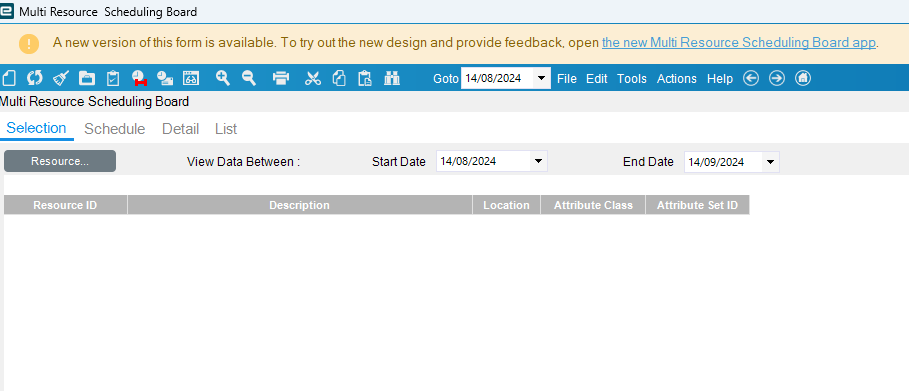 Multi Resource  Scheduling Board
A new version of this form is available. To try out the new design and provide feedback, open the new Multi Resource Scheduling Board app.
Goto 14/08/2024 File Edit Tools Actions Help
Multi Resource Scheduling Board
Selection Schedule Detail List
Resource... View Data Between : Start Date 14/08/2024 End Date 14/09/2024
Resource ID Description Location Attribute Class Attribute Set ID